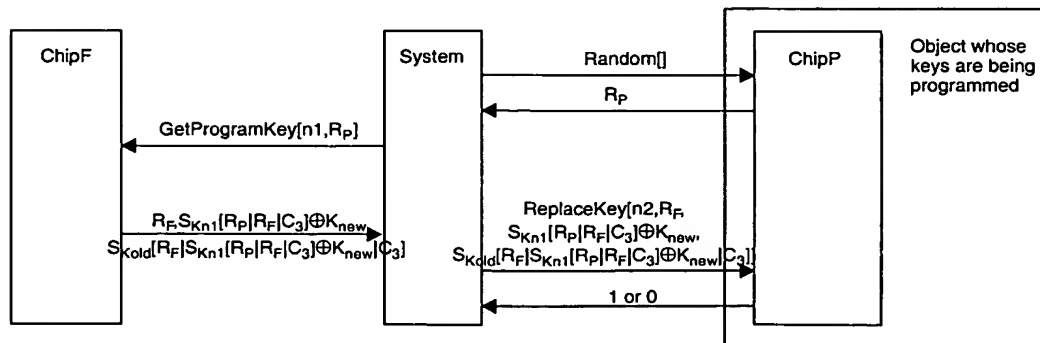 ChipF
System
ChipP
Object whose
keys are being
programmed
Random[]
R_P
GetProgramKey[n1,R_P]
R_F,S_Kn1[R_P|R_F|C_3]⊕K_new,
S_Kold[R_F|S_Kn1[R_P|R_F|C_3]⊕K_new|C_3]
ReplaceKey[n2,R_F,
S_Kn1[R_P|R_F|C_3]⊕K_new,
S_Kold[R_F|S_Kn1[R_P|R_F|C_3]⊕K_new|C_3]]
1 or 0